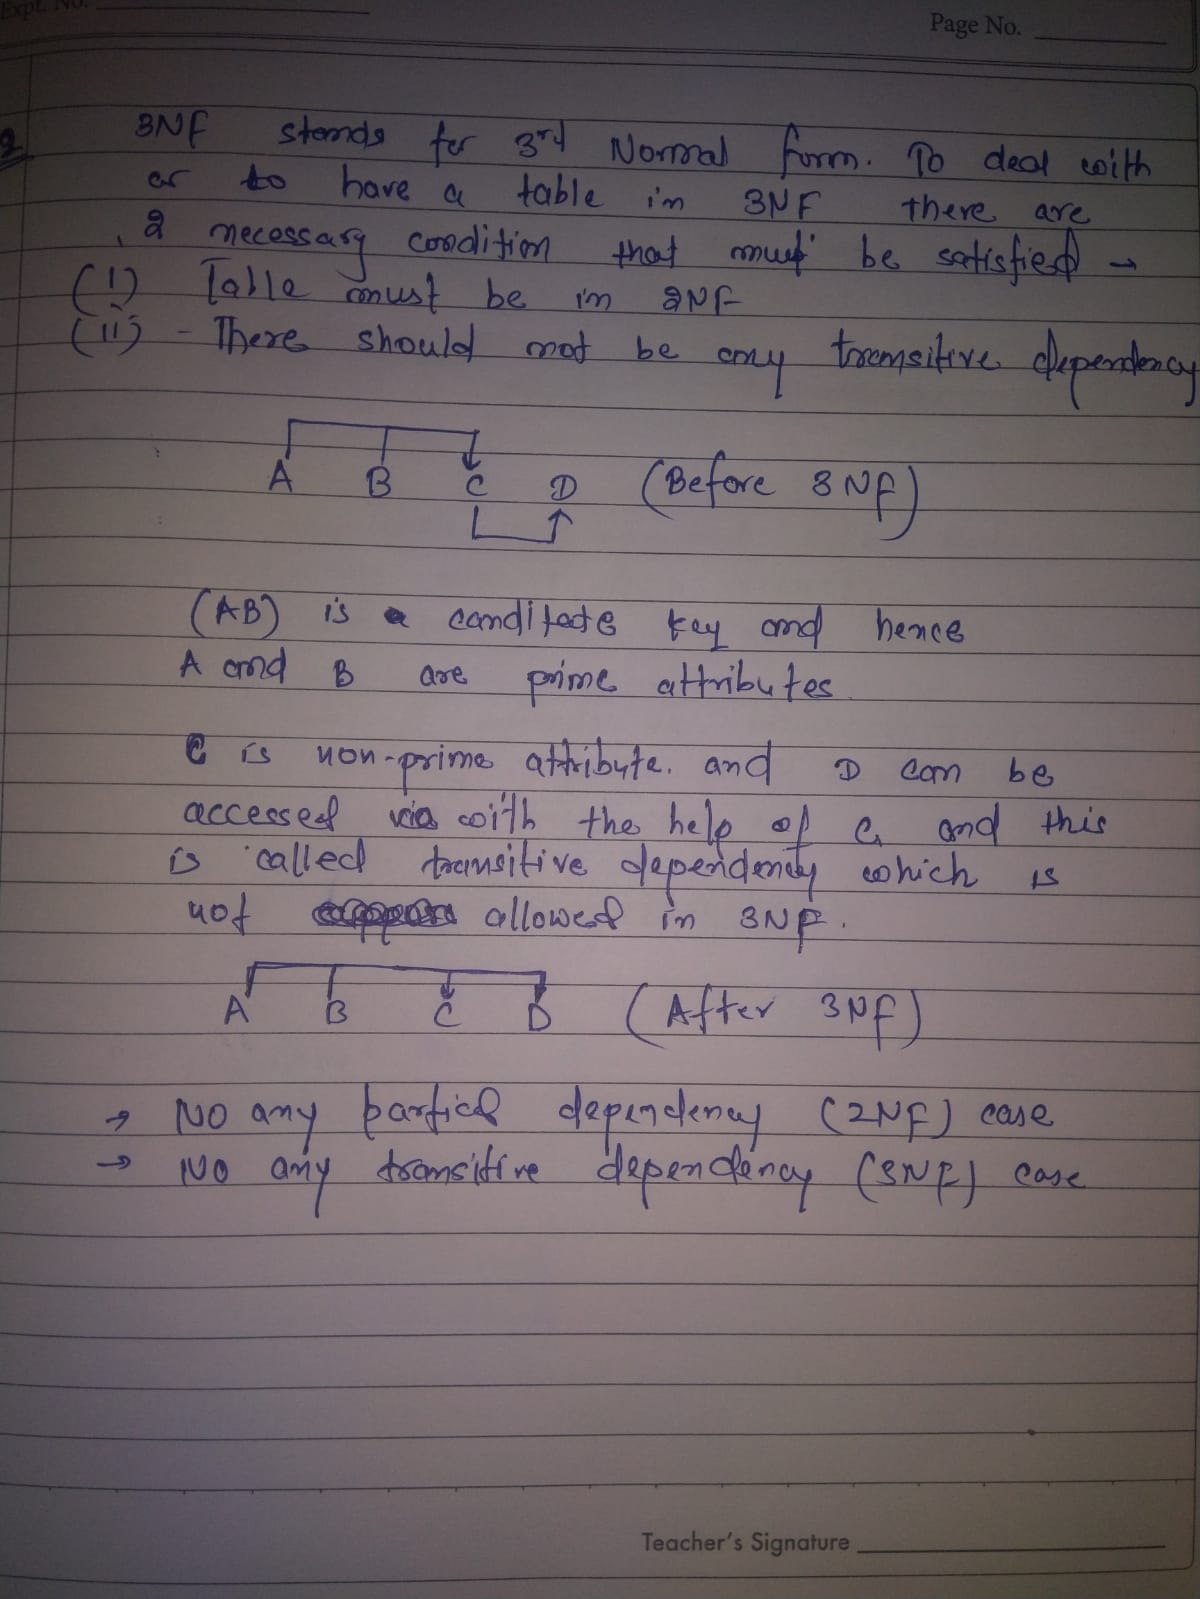 Expt. No.
Page No.
2
3NF stands for 3rd Normal form. To deal with
or to have a table in 3NF there are
2 necessary condition that must be satisfied →
(i) Table must be in 2NF
(ii) - There should not be any transitive dependency
A B C D (Before 3NF)
(AB) is a canditate key and hence
A and B are prime attributes.
C is non-prime attribute. and D can be
accessed via with the help of C, and this
is called transitive dependency which is
not allowed in 3NF.
A B C D (After 3NF)
→ No any partial dependency (2NF) case
→ No any transitive dependency (3NF) case
Teacher's Signature